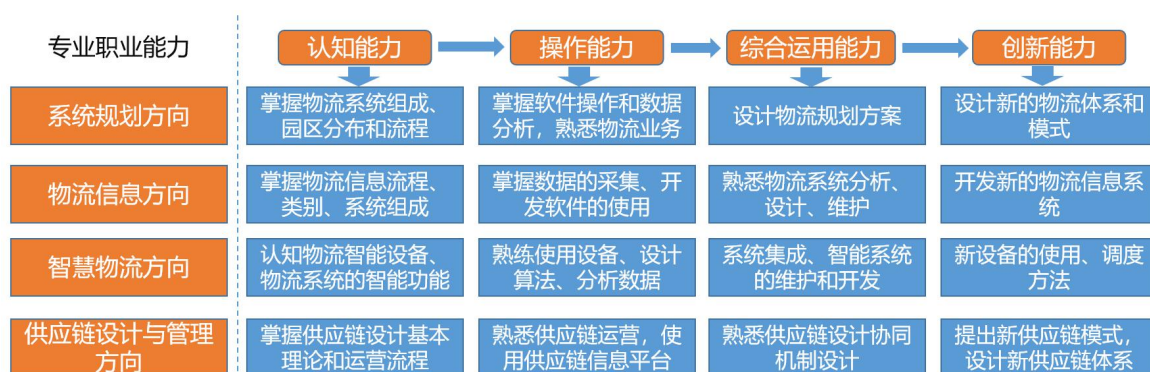 专业职业能力
认知能力
操作能力
综合运用能力
创新能力
系统规划方向
掌握物流系统组成、
园区分布和流程
掌握软件操作和数据
分析，熟悉物流业务
设计物流规划方案
设计新的物流体系和
模式
物流信息方向
掌握物流信息流程、
类别、系统组成
掌握数据的采集、开
发软件的使用
熟悉物流系统分析、
设计、维护
开发新的物流信息系
统
智慧物流方向
认知物流智能设备、
物流系统的智能功能
熟练使用设备、设计
算法、分析数据
系统集成、智能系统
的维护和开发
新设备的使用、调度
方法
供应链设计与管理
方向
掌握供应链设计基本
理论和运营流程
熟悉供应链运营，使
用供应链信息平台
熟悉供应链设计协同
机制设计
提出新供应链模式，
设计新供应链体系